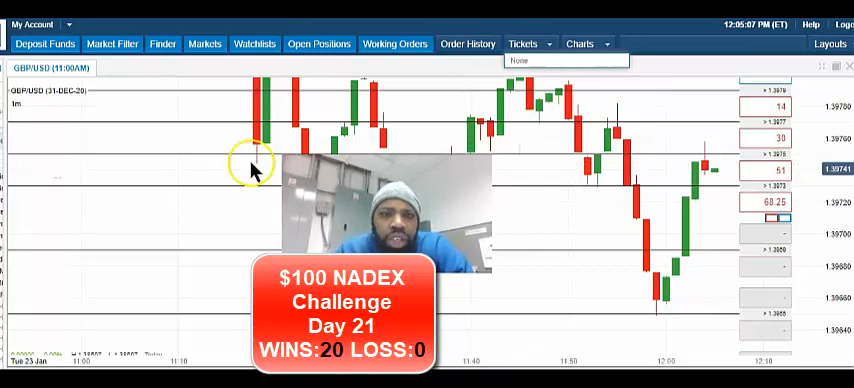 My Account
12:05:07 PM (ET)
Help
Logo
Deposit Funds
Market Filter
Finder
Markets
Watchlists
Open Positions
Working Orders
Order History
Tickets
Charts
Layouts
None
GBP/USD (11:00AM)
GBP/USD (31-DEC-20)
1m
> 1.3979
14
1.39780
> 1.3977
30
1.39760
> 1.3975
51
1.39741
> 1.3973
68.25
1.39720
-
1.39700
> 1.3969
-
1.39680
-
1.39660
> 1.3965
-
1.39640
$100 NADEX
Challenge
Day 21
WINS:20 LOSS:0
Tue 23 Jan
11:00
11:10
11:40
11:50
12:00
12:10